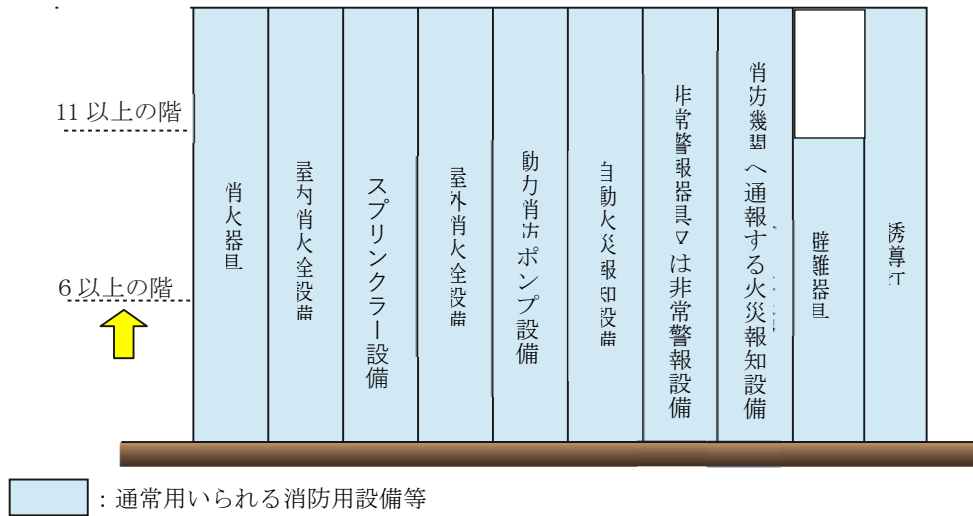 11 以上の階
6 以上の階
消火器具
屋内消火栓設備
スプリンクラー設備
屋外消火栓設備
動力消防ポンプ設備
自動火災報知設備
非常警報器具又は非常警報設備
消防機関へ通報する火災報知設備
避難器具
誘導灯
：通常用いられる消防用設備等